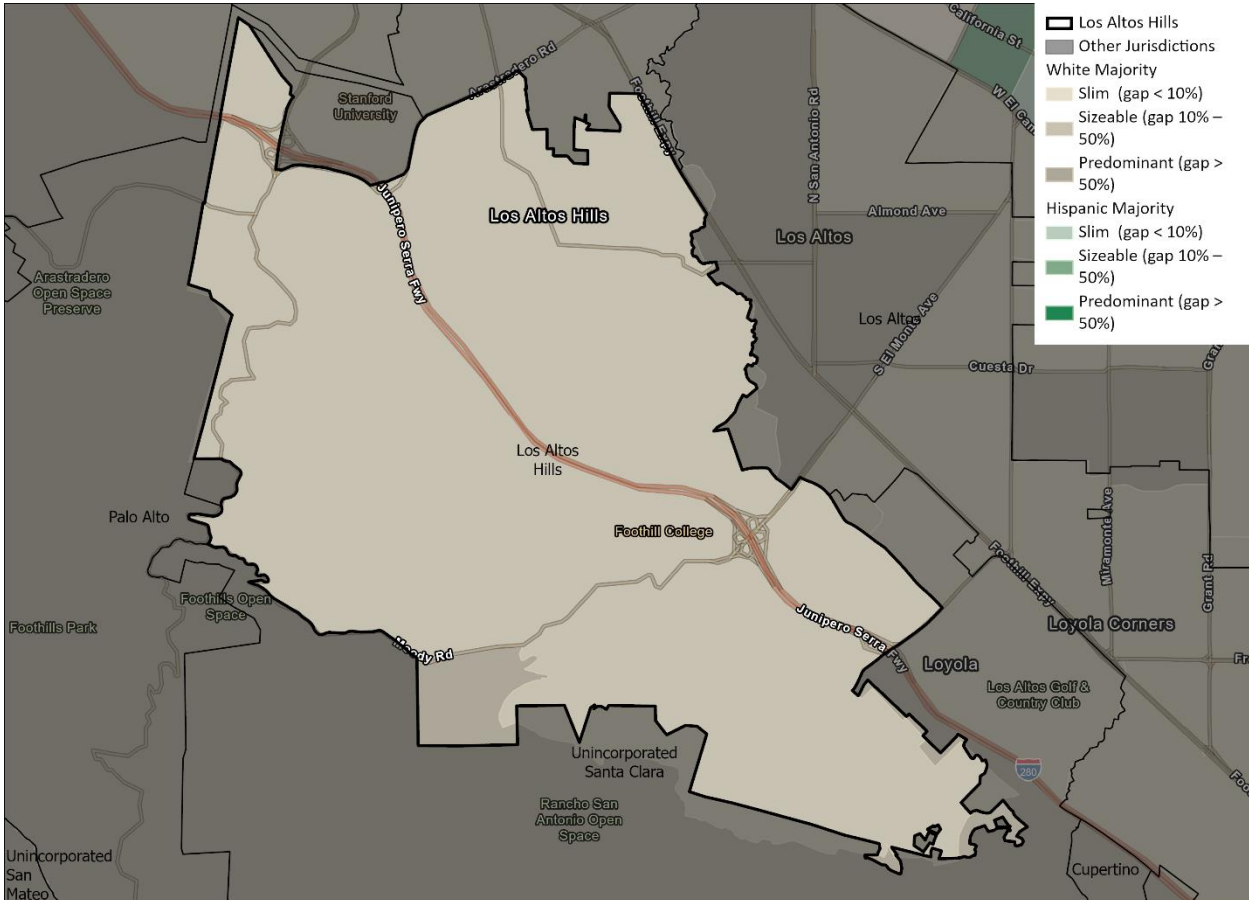 Los Altos Hills
Other Jurisdictions
White Majority
Slim (gap < 10%)
Sizeable (gap 10% –
50%)
Predominant (gap >
50%)
Hispanic Majority
Slim (gap < 10%)
Sizeable (gap 10% –
50%)
Predominant (gap >
50%)
California St
W El Cam
Arastradero Rd
Stanford
University
Foothill Expy
N San Antonio Rd
Junipero Serra Fwy
Los Altos Hills
Almond Ave
Los Altos
Arastradero
Open Space
Preserve
Los Altos
S El Monte Ave
Cuesta Dr
Gran
Los Altos
Hills
Palo Alto
Foothill College
Foothill Expy
Miramonte Ave
Grant Rd
Foothills Open
Space
Foothills Park
Junipero Serra Fwy
Loyola Corners
Moody Rd
Loyola
Fr
Los Altos Golf &
Country Club
Unincorporated
Santa Clara
280
Foo
Rancho San
Antonio Open
Space
Unincorporated
San
Mateo
Cupertino